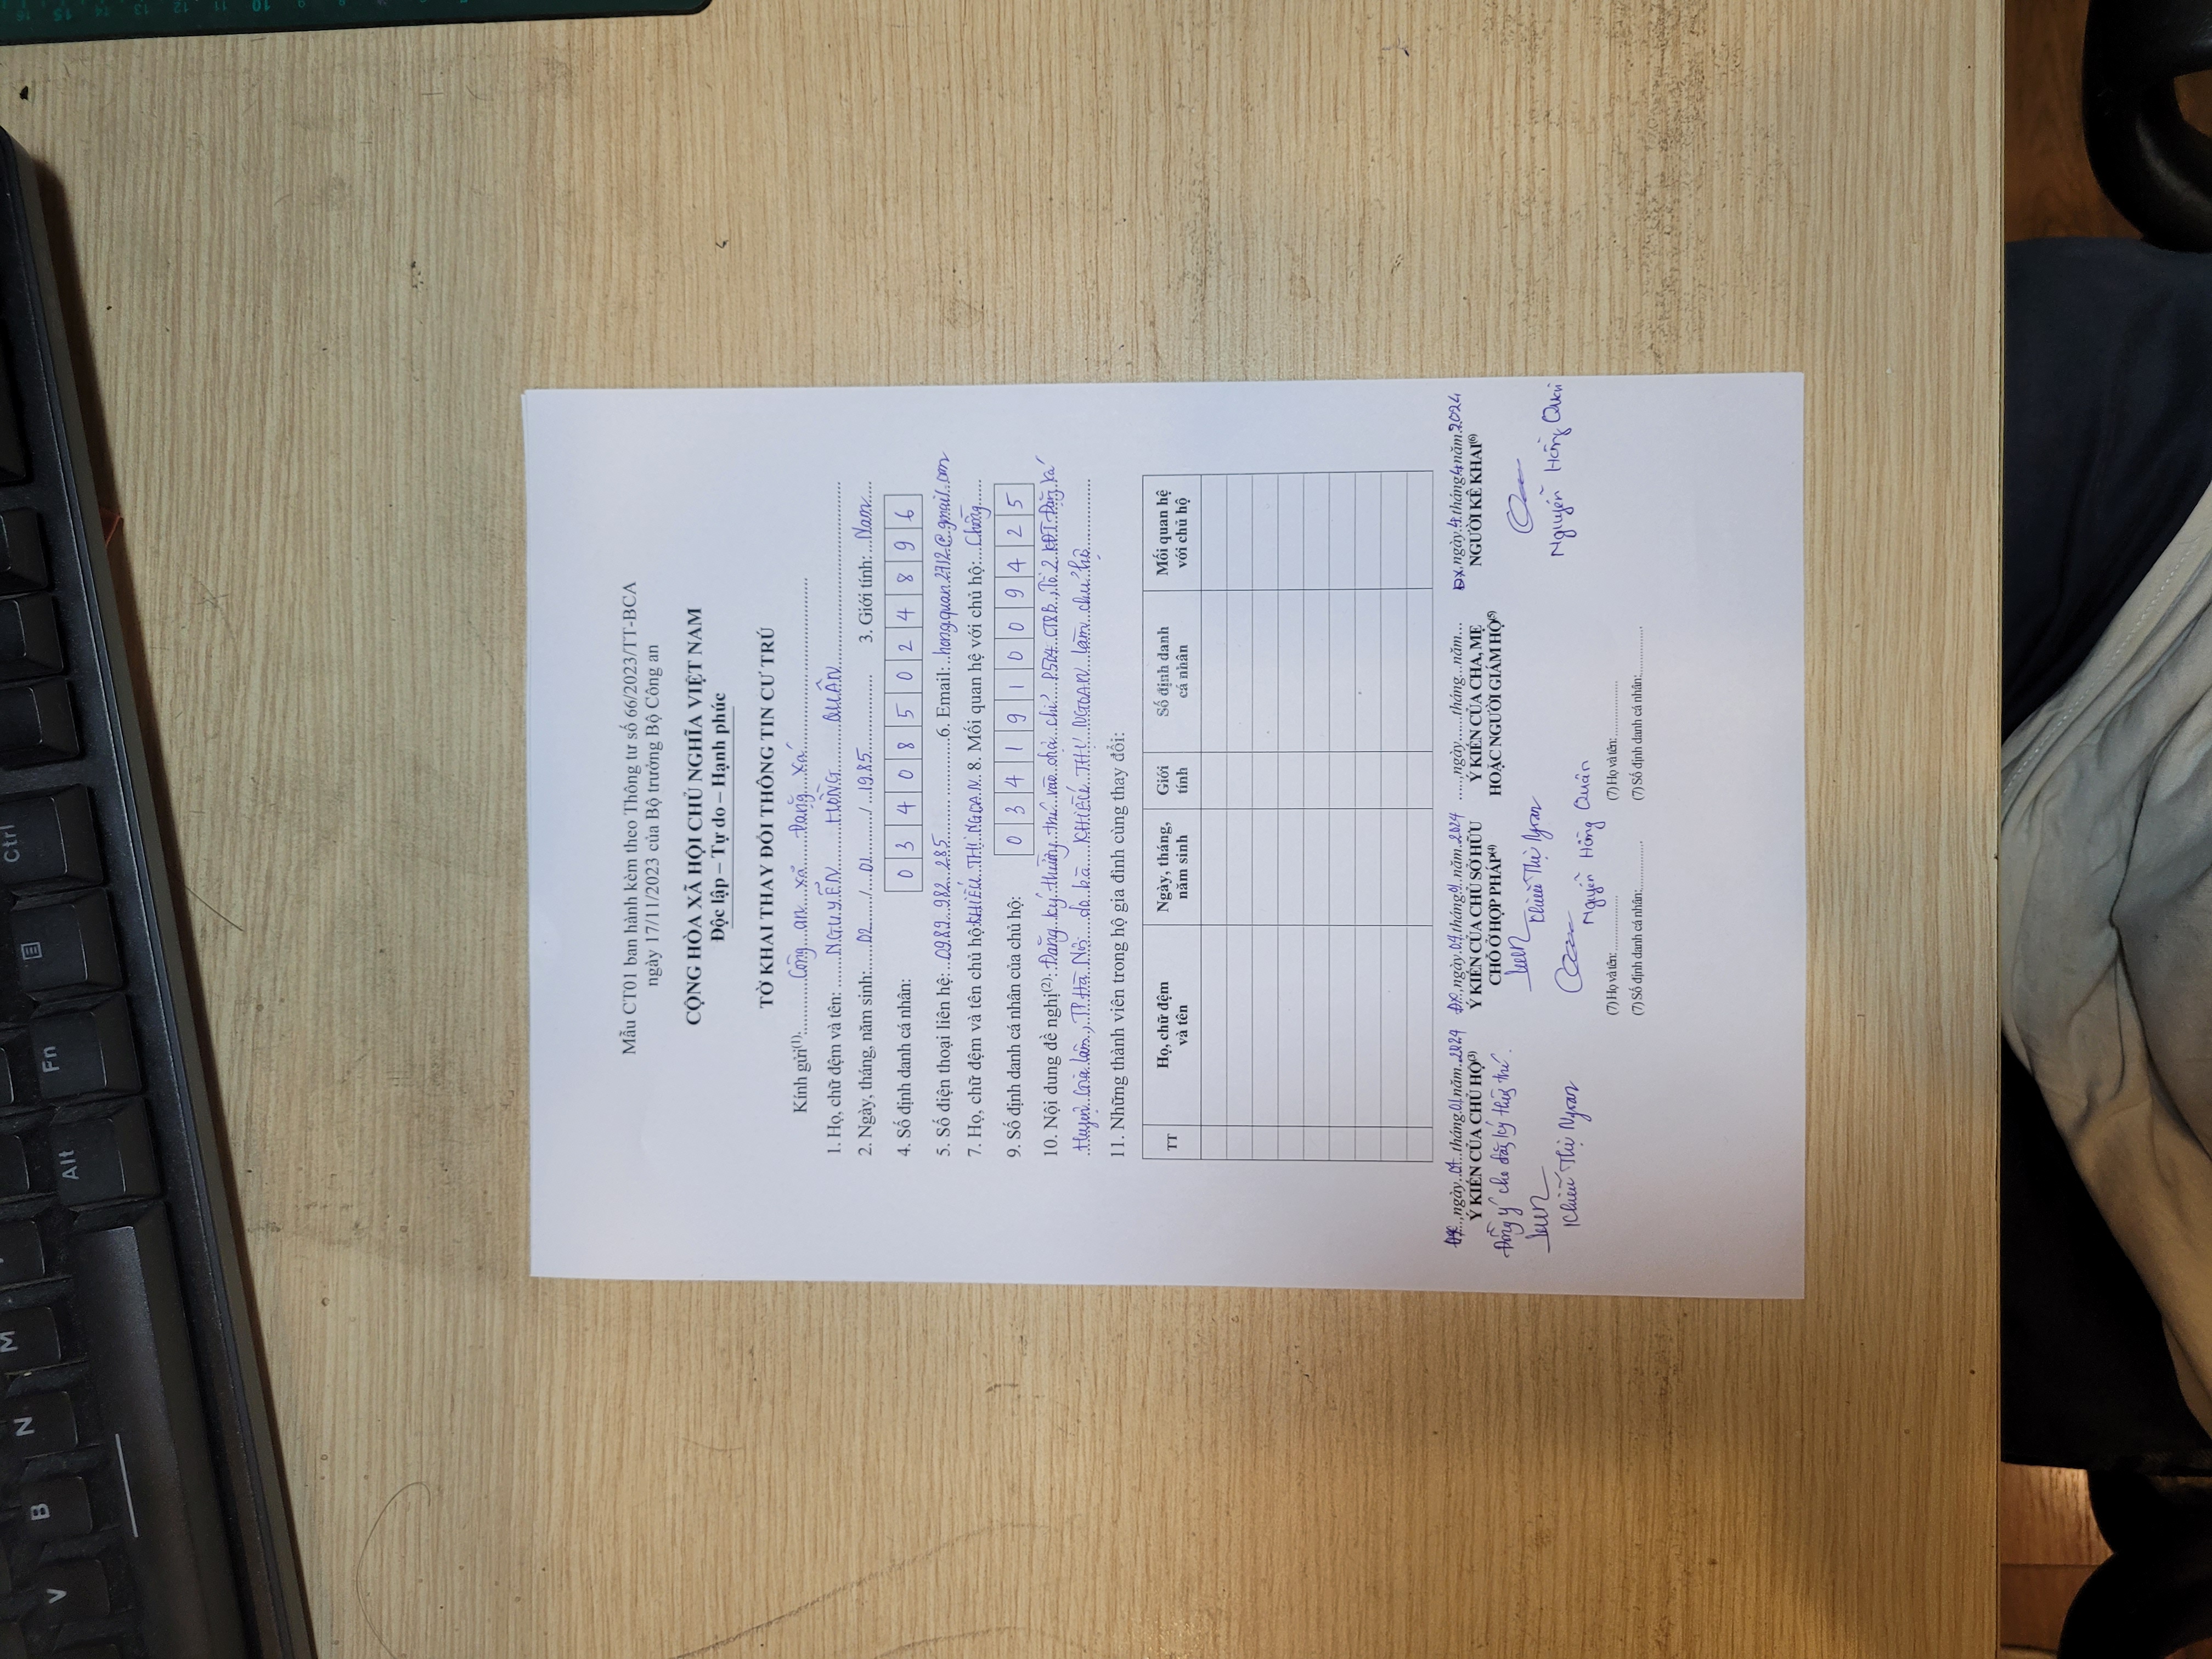 V B N M Alt Fn Ctrl
Mẫu CT01 ban hành kèm theo Thông tư số 66/2023/TT-BCA
ngày 17/11/2023 của Bộ trưởng Bộ Công an
CỘNG HÒA XÃ HỘI CHỦ NGHĨA VIỆT NAM
Độc lập – Tự do – Hạnh phúc
TỜ KHAI THAY ĐỔI THÔNG TIN CƯ TRÚ
Kính gửi(1): Công an xã Đặng Xá
1. Họ, chữ đệm và tên: NGUYỄN HỒNG QUÂN
2. Ngày, tháng, năm sinh: 02 / 01 / 1985 3. Giới tính: Nam
4. Số định danh cá nhân: 0 3 4 0 8 5 0 2 4 8 9 6
5. Số điện thoại liên hệ: 0989 982 285 6. Email: hongquan2712@gmail.com
7. Họ, chữ đệm và tên chủ hộ: KHIẾU THỊ NGOAN 8. Mối quan hệ với chủ hộ: Chồng
9. Số định danh cá nhân của chủ hộ: 0 3 4 1 9 1 0 0 9 4 2 5
10. Nội dung đề nghị(2): Đăng ký thường trú vào địa chỉ P504 CT8B, Tổ 2 KĐT Đặng Xá
Huyện Gia Lâm, TP Hà Nội do bà KHIẾU THỊ NGOAN làm chủ hộ
11. Những thành viên trong hộ gia đình cùng thay đổi:
TT Họ, chữ đệm và tên Ngày, tháng, năm sinh Giới tính Số định danh cá nhân Mối quan hệ với chủ hộ
ĐX, ngày 04 tháng 01 năm 2024 ĐX, ngày 04 tháng 01 năm 2024 ....., ngày......tháng...năm... ĐX, ngày 4 tháng 4 năm 2024
Ý KIẾN CỦA CHỦ HỘ(3) Ý KIẾN CỦA CHỦ SỞ HỮU Ý KIẾN CỦA CHA, MẸ NGƯỜI KÊ KHAI(6)
CHỖ Ở HỢP PHÁP(4) HOẶC NGƯỜI GIÁM HỘ(5)
Đồng ý cho đăng ký thường trú.
Khiếu Thị Ngoan Khiếu Thị Ngoan Nguyễn Hồng Quân
Nguyễn Hồng Quân
(7) Họ và tên: .................. (7) Họ và tên: ..................
(7) Số định danh cá nhân:............... (7) Số định danh cá nhân:...............